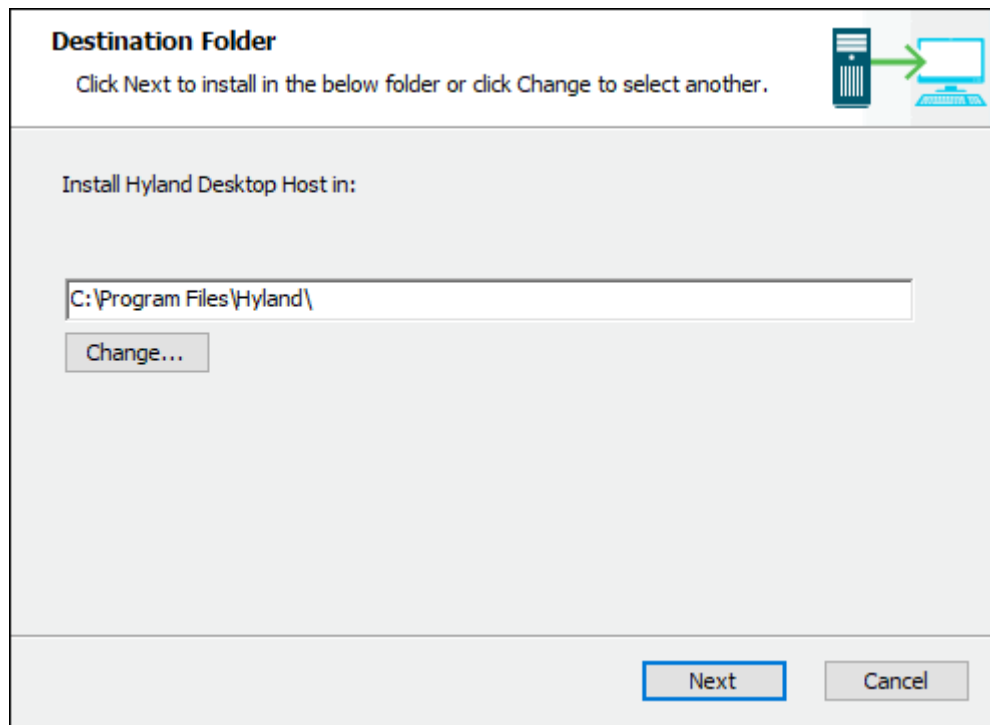 Destination Folder
Click Next to install in the below folder or click Change to select another.
Install Hyland Desktop Host in:
C:\Program Files\Hyland\
Change...
Next
Cancel